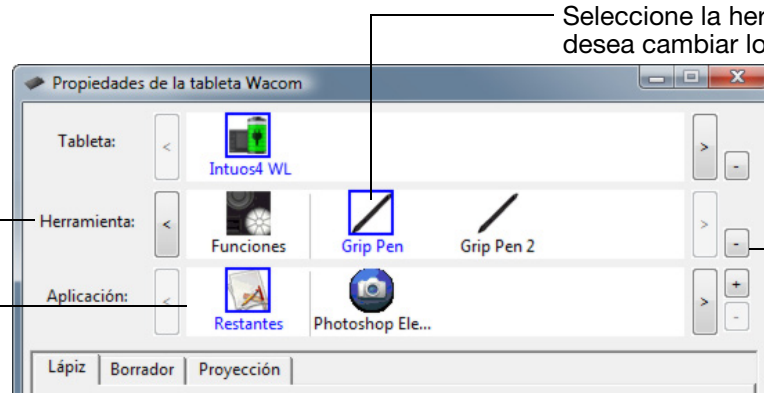 Seleccione la her
desea cambiar lo
Propiedades de la tableta Wacom
Tableta:
<
Intuos4 WL
>
-
Herramienta:
<
Funciones
Grip Pen
Grip Pen 2
>
-
Aplicación:
<
Restantes
Photoshop Ele...
>
+
-
Lápiz
Borrador
Proyección